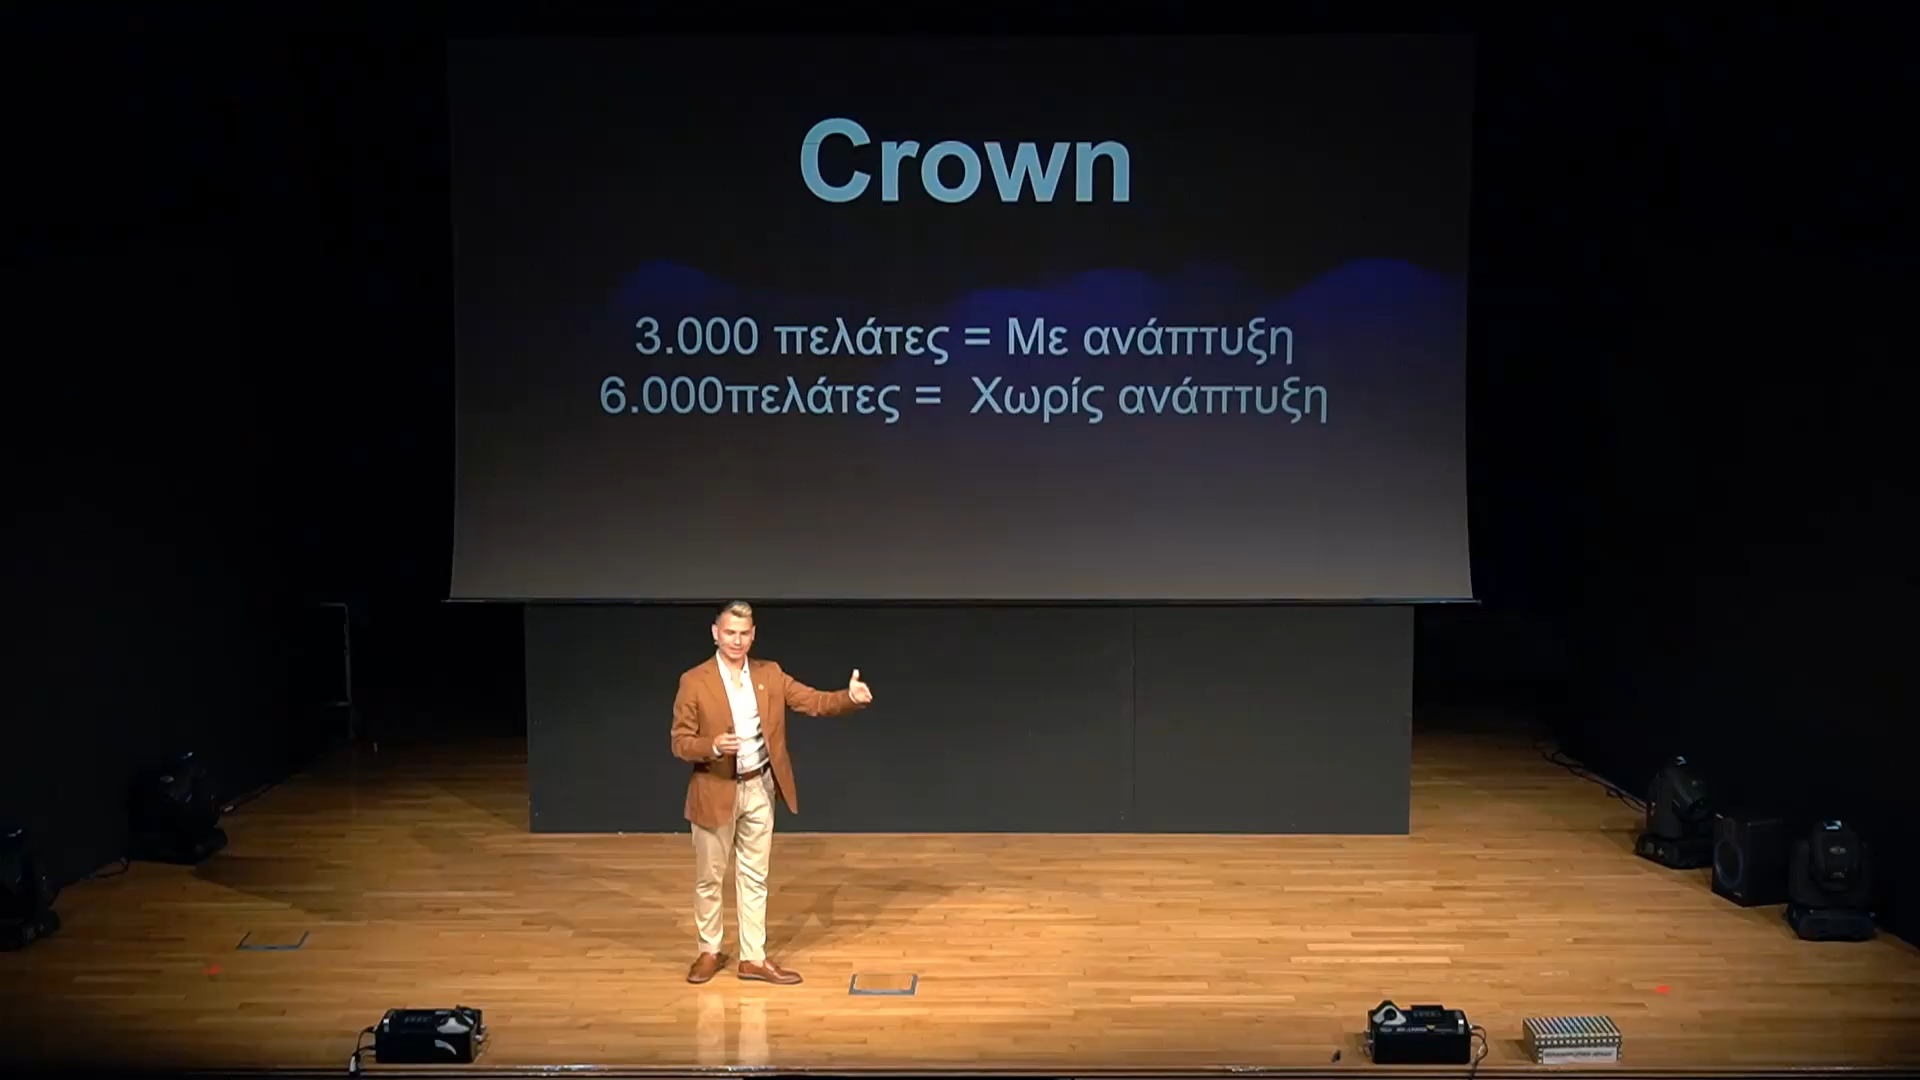 Crown
3.000 πελάτες = Με ανάπτυξη
6.000πελάτες = Χωρίς ανάπτυξη